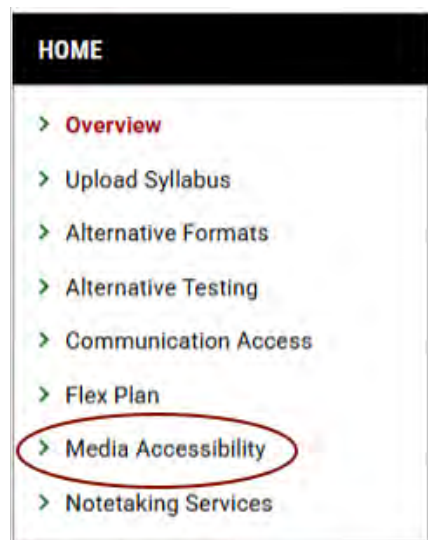 HOME
> Overview
> Upload Syllabus
> Alternative Formats
> Alternative Testing
> Communication Access
> Flex Plan
> Media Accessibility
> Notetaking Services